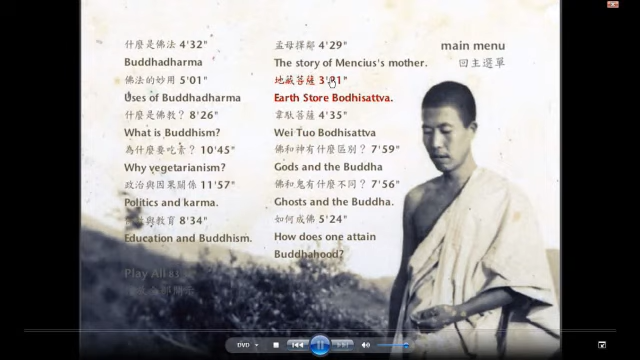 什麼是佛法 4'32"
Buddhadharma
佛法的妙用 5'01"
Uses of Buddhadharma
什麼是佛教？ 8'26"
What is Buddhism?
為什麼要吃素？ 10'45"
Why vegetarianism?
政治與因果關係 11'57"
Politics and karma.
與教育 8'34"
Education and Buddhism.
Play All 83
孟母擇鄰 4'29"
The story of Mencius's mother.
地藏菩薩
Earth Store Bodhisattva.
韋馱菩薩 4'35"
Wei Tuo Bodhisattva
佛和神有什麼區別？ 7'59"
Gods and the Buddha
佛和鬼有什麼不同？ 7'56"
Ghosts and the Buddha.
如何成佛 5'24"
How does one attain
Buddhahood?
main menu
回主選單
DVD